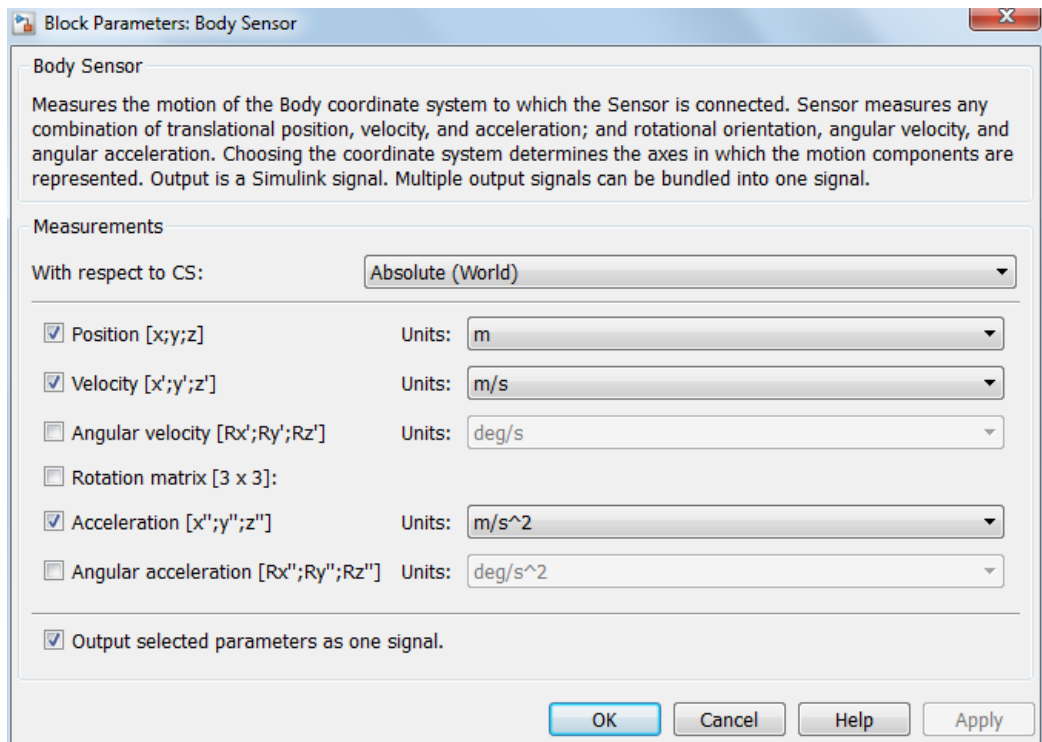 Block Parameters: Body Sensor
Body Sensor
Measures the motion of the Body coordinate system to which the Sensor is connected. Sensor measures any
combination of translational position, velocity, and acceleration; and rotational orientation, angular velocity, and
angular acceleration. Choosing the coordinate system determines the axes in which the motion components are
represented. Output is a Simulink signal. Multiple output signals can be bundled into one signal.
Measurements
With respect to CS: Absolute (World)
Position [x;y;z] Units: m
Velocity [x';y';z'] Units: m/s
Angular velocity [Rx';Ry';Rz'] Units: deg/s
Rotation matrix [3 x 3]:
Acceleration [x";y";z"] Units: m/s^2
Angular acceleration [Rx";Ry";Rz"] Units: deg/s^2
Output selected parameters as one signal.
OK Cancel Help Apply